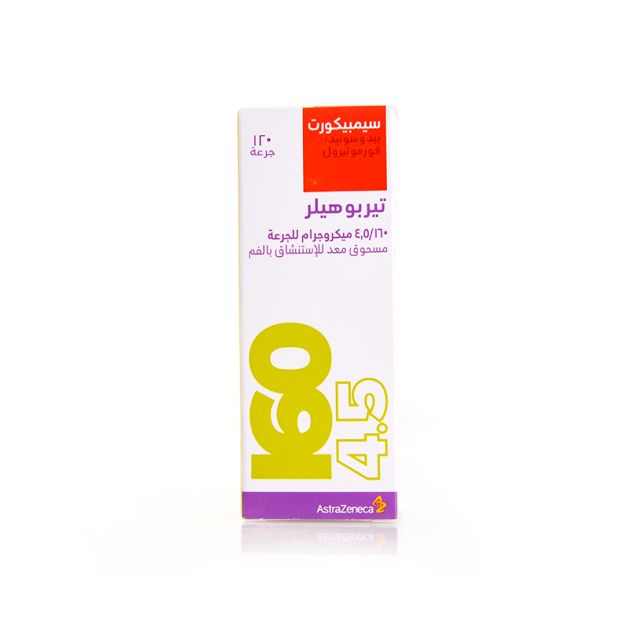 سيمبيكورت
بيدوسونيد/
فورموتيرول
١٢٠
جرعة
تيربوهيلر
٤,٥/١٦٠ ميكروجرام للجرعة
مسحوق معد للإستنشاق بالفم
160
4.5
AstraZeneca